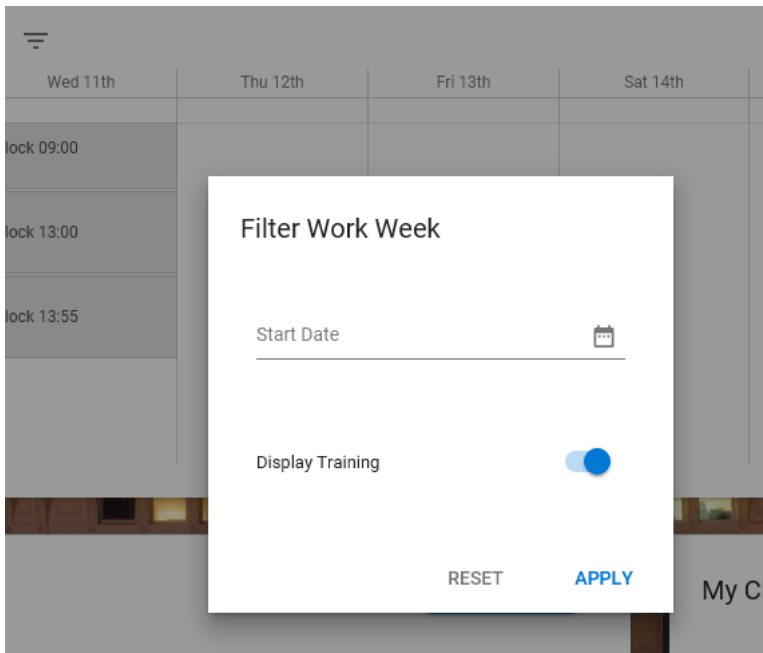 Wed 11th
Thu 12th
Fri 13th
Sat 14th
lock 09:00
lock 13:00
lock 13:55
Filter Work Week
Start Date
Display Training
RESET
APPLY
My C